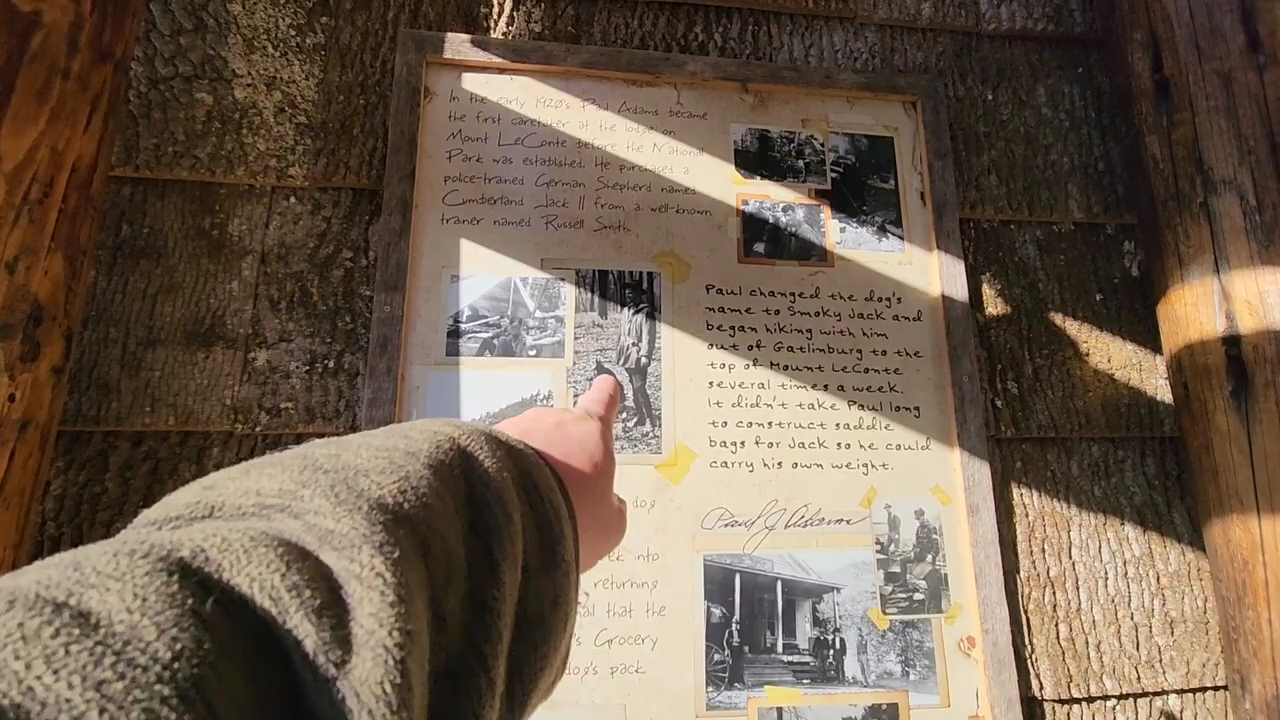 In the early 1920's Paul Adams became
the first caretaker at the lodge on
Mount LeConte before the National
Park was established. He purchased a
police-trained German Shepherd named
Cumberland Jack II from a well-known
trainer named Russell Smith.
Paul changed the dog's
name to Smoky Jack and
began hiking with him
out of Gatlinburg to the
top of Mount LeConte
several times a week.
It didn't take Paul long
to construct saddle
bags for Jack so he could
carry his own weight.
Paul J Adams
dog
into
returning
that the
Grocery
dog's pack.